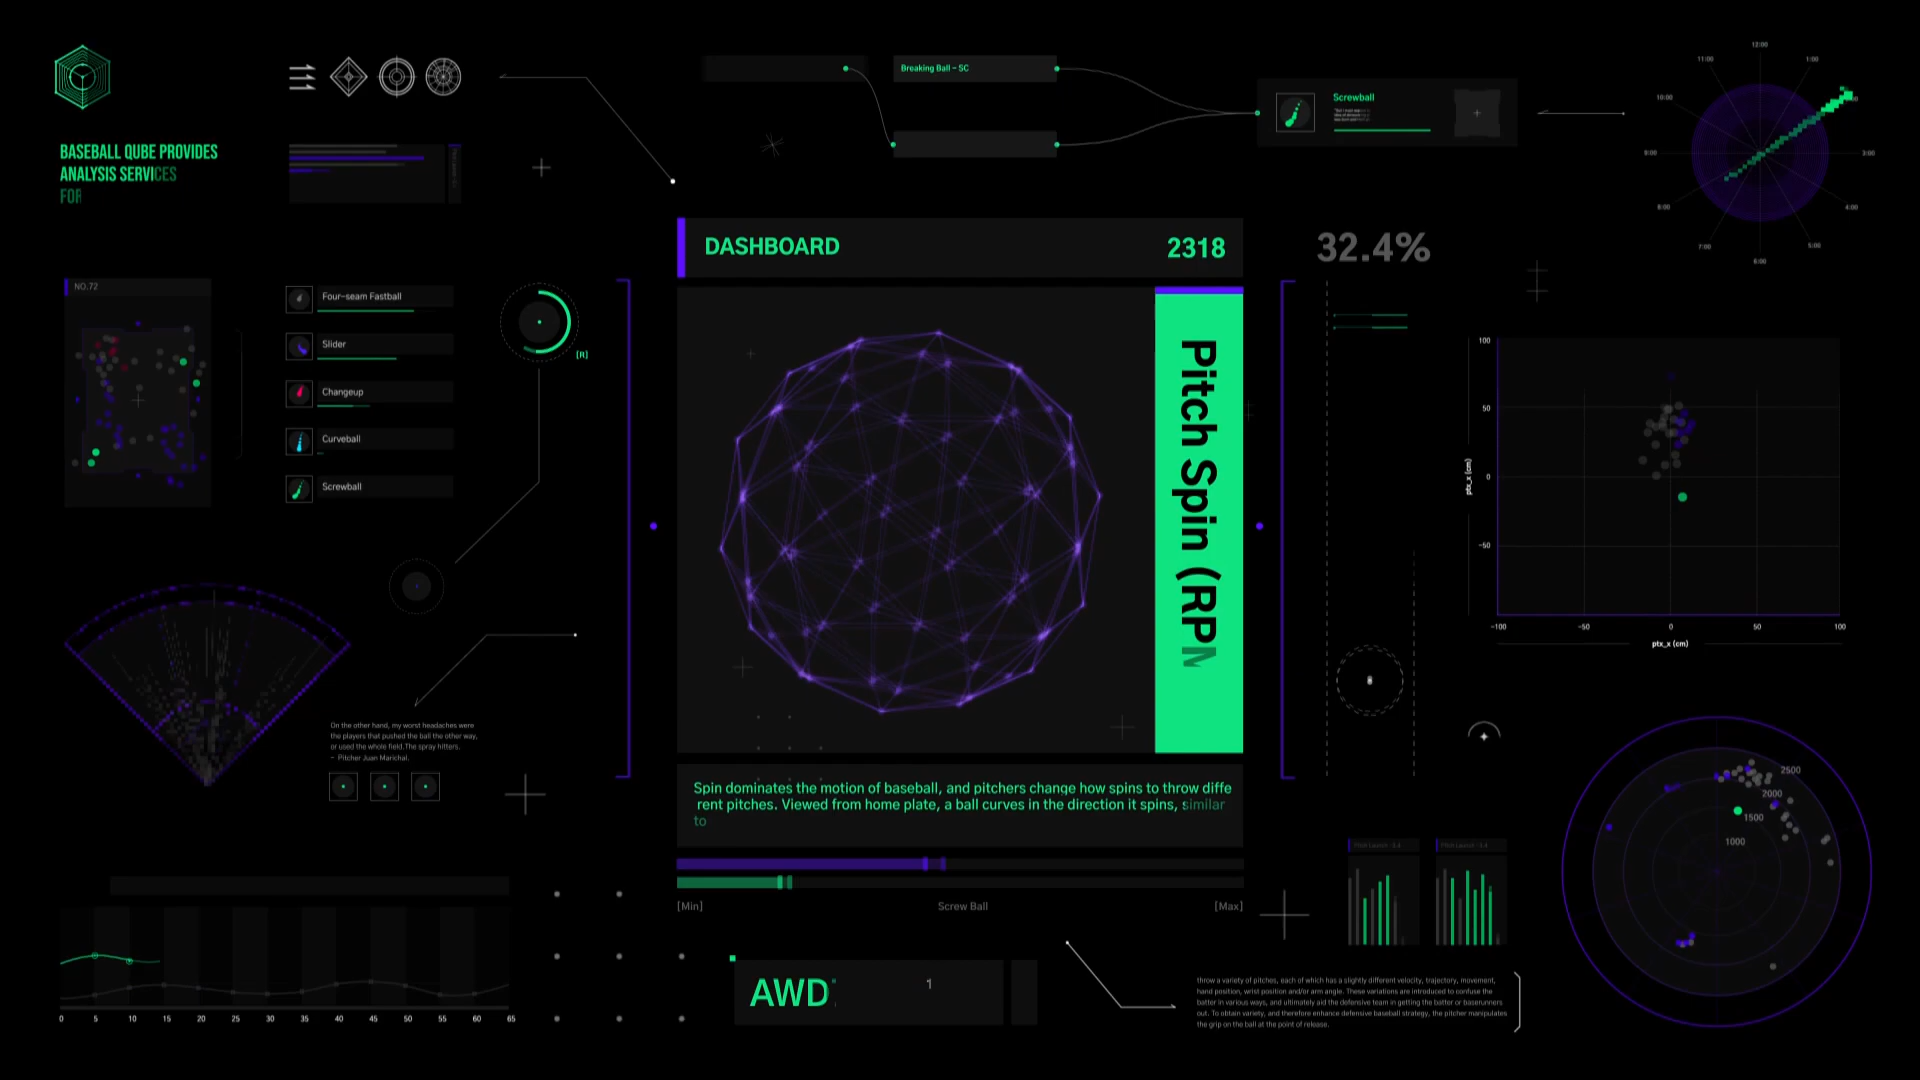 BASEBALL QUBE PROVIDES
ANALYSIS SERVICES
FOR
Breaking Ball - SC
Screwball
12:00
1:00
3:00
4:00
5:00
6:00
7:00
8:00
9:00
10:00
11:00
DASHBOARD
2318
32.4%
NO.72
Four-seam Fastball
Slider
Changeup
Curveball
Screwball
[R]
Pitch Spin (RPM
100
50
0
-50
ptx_x (cm)
-100
-50
0
50
100
ptx_x (cm)
On the other hand, my worst headaches were
the players that pushed the ball the other way,
or used the whole field.The spray hitters.
- Pitcher Juan Marichal.
Spin dominates the motion of baseball, and pitchers change how spins to throw diffe
rent pitches. Viewed from home plate, a ball curves in the direction it spins, similar
to
[Min]
Screw Ball
[Max]
2500
2000
1500
1000
0
5
10
15
20
25
30
35
40
45
50
55
60
65
AWD
1
throw a variety of pitches, each of which has a slightly different velocity, trajectory, movement,
hand position, wrist position and/or arm angle. These variations are introduced to confuse the
batter in various ways, and ultimately aid the defensive team in getting the batter or baserunners
out. To obtain variety, and therefore enhance defensive baseball strategy, the pitcher manipulates
the grip on the ball at the point of release.